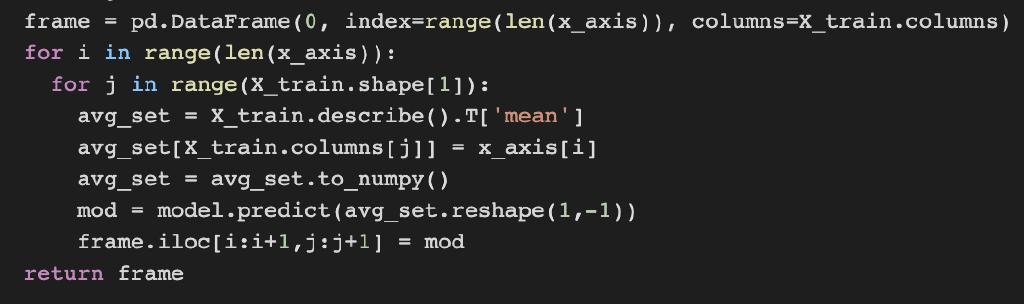 frame = pd.DataFrame(0, index=range(len(x_axis)), columns=X_train.columns)
for i in range(len(x_axis)):
  for j in range(X_train.shape[1]):
    avg_set = X_train.describe().T['mean']
    avg_set[X_train.columns[j]] = x_axis[i]
    avg_set = avg_set.to_numpy()
    mod = model.predict(avg_set.reshape(1,-1))
    frame.iloc[i:i+1,j:j+1] = mod
return frame